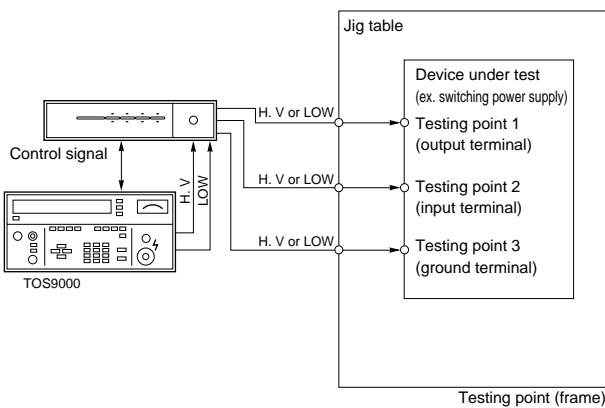 Jig table
Device under test
(ex. switching power supply)
H. V or LOW
Testing point 1
(output terminal)
Control signal
H. V
LOW
H. V or LOW
Testing point 2
(input terminal)
H. V or LOW
Testing point 3
(ground terminal)
TOS9000
Testing point (frame)